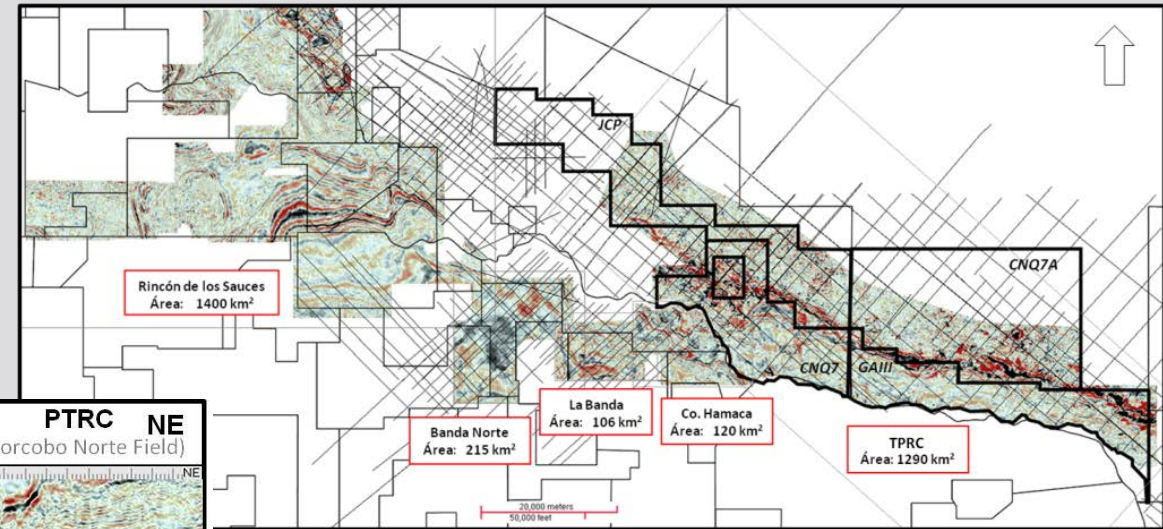 JCP
CNQ7A
Rincón de los Sauces
Área: 1400 km²
CNQ7
GAIII
La Banda
Área: 106 km²
Banda Norte
Área: 215 km²
Co. Hamaca
Área: 120 km²
TPRC
Área: 1290 km²
PTRC NE
orcobo Norte Field)
NE
20,000 meters
50,000 feet